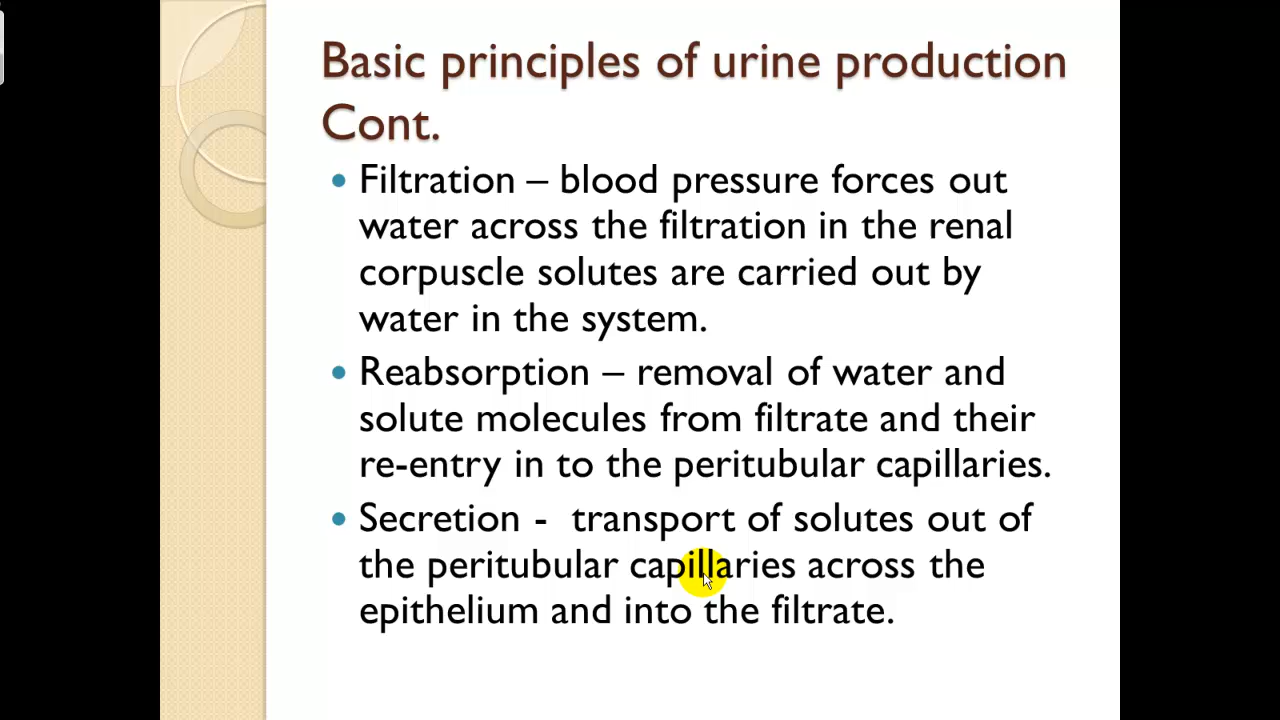 Basic principles of urine production
Cont.
• Filtration – blood pressure forces out
water across the filtration in the renal
corpuscle solutes are carried out by
water in the system.
• Reabsorption – removal of water and
solute molecules from filtrate and their
re-entry in to the peritubular capillaries.
• Secretion - transport of solutes out of
the peritubular capillaries across the
epithelium and into the filtrate.